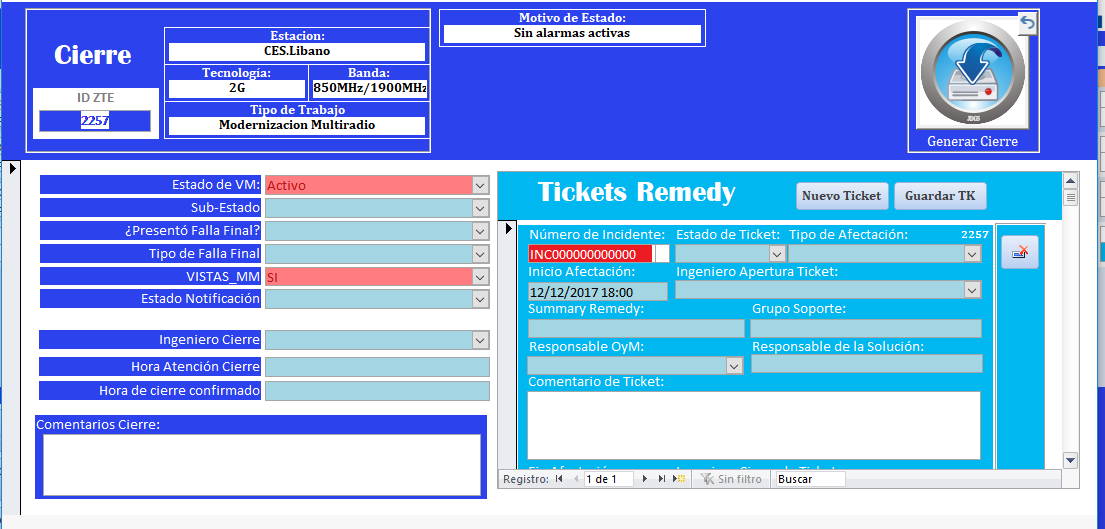 Cierre
ID ZTE
2257
Estacion:
CES.Libano
Tecnología:
2G
Banda:
850MHz/1900MHz
Tipo de Trabajo
Modernizacion Multiradio
Motivo de Estado:
Sin alarmas activas
JDGS
Generar Cierre
Estado de VM: Activo
Sub-Estado
¿Presentó Falla Final?
Tipo de Falla Final
VISTAS_MM SI
Estado Notificación
Ingeniero Cierre
Hora Atención Cierre
Hora de cierre confirmado
Comentarios Cierre:
Tickets Remedy
Nuevo Ticket
Guardar TK
Número de Incidente: Estado de Ticket: Tipo de Afectación: 2257
INC000000000000
Inicio Afectación: Ingeniero Apertura Ticket:
12/12/2017 18:00
Summary Remedy: Grupo Soporte:
Responsable OyM: Responsable de la Solución:
Comentario de Ticket:
Registro: 1 de 1 Sin filtro Buscar